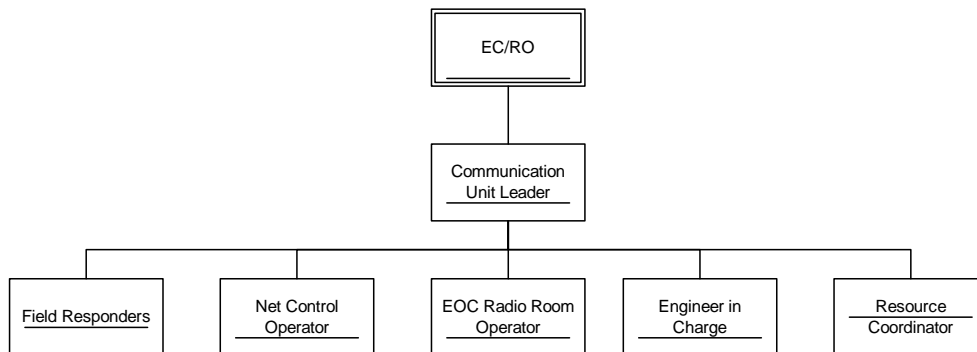 EC/RO
Communication
Unit Leader
Field Responders
Net Control
Operator
EOC Radio Room
Operator
Engineer in
Charge
Resource
Coordinator